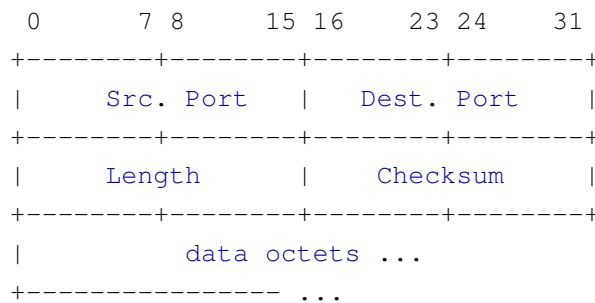 0 7 8 15 16 23 24 31
+--------+--------+--------+--------+
| Src. Port | Dest. Port |
+--------+--------+--------+--------+
| Length | Checksum |
+--------+--------+--------+--------+
| data octets ...
+---------------- ...